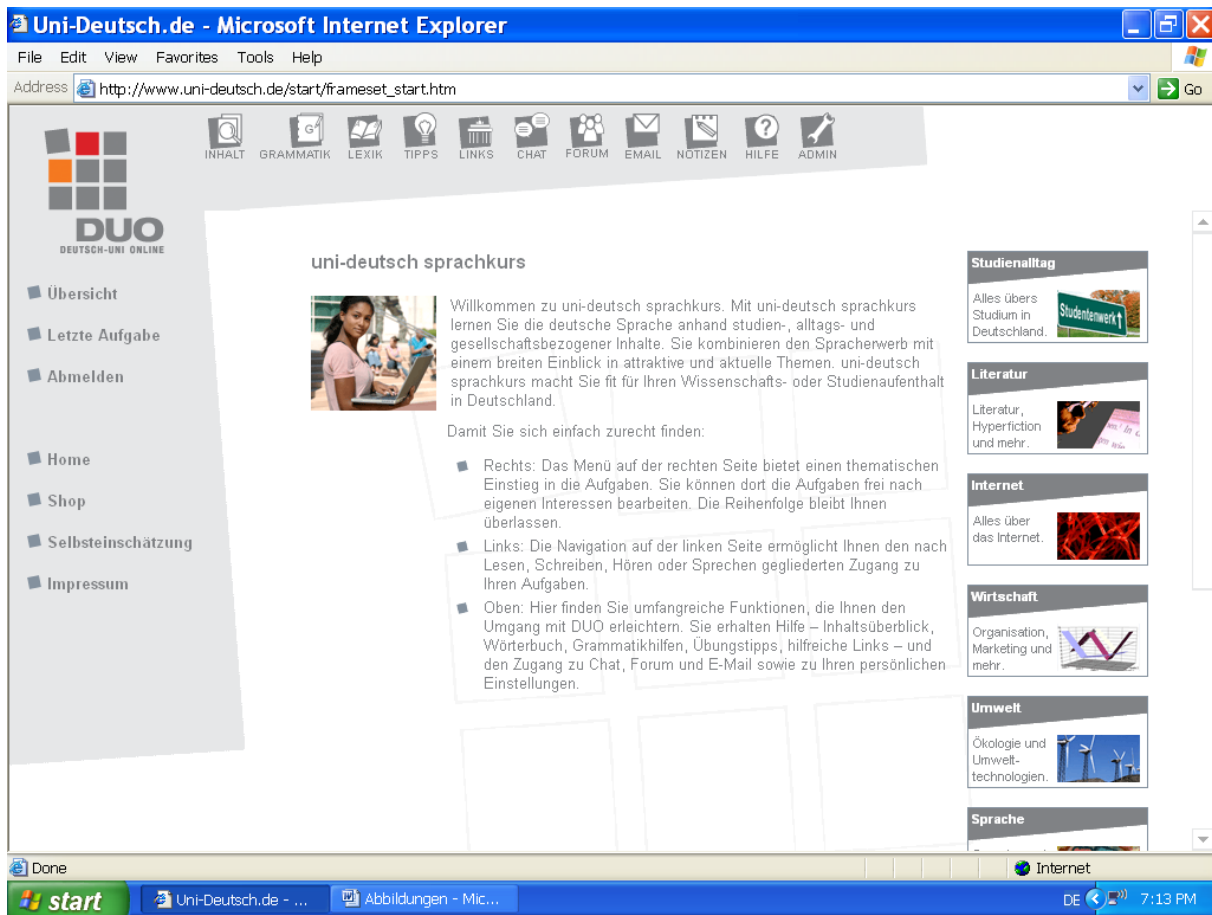 Uni-Deutsch.de - Microsoft Internet Explorer
File Edit View Favorites Tools Help
Address http://www.uni-deutsch.de/start/frameset_start.htm Go
INHALT GRAMMATIK LEXIK TIPPS LINKS CHAT FORUM EMAIL NOTIZEN HILFE ADMIN
DUO
DEUTSCH-UNI ONLINE
Übersicht
Letzte Aufgabe
Abmelden
Home
Shop
Selbsteinschätzung
Impressum
uni-deutsch sprachkurs
Willkommen zu uni-deutsch sprachkurs. Mit uni-deutsch sprachkurs
lernen Sie die deutsche Sprache anhand studien-, alltags- und
gesellschaftsbezogener Inhalte. Sie kombinieren den Spracherwerb mit
einem breiten Einblick in attraktive und aktuelle Themen. uni-deutsch
sprachkurs macht Sie fit für Ihren Wissenschafts- oder Studienaufenthalt
in Deutschland.
Damit Sie sich einfach zurecht finden:
Rechts: Das Menü auf der rechten Seite bietet einen thematischen
Einstieg in die Aufgaben. Sie können dort die Aufgaben frei nach
eigenen Interessen bearbeiten. Die Reihenfolge bleibt Ihnen
überlassen.
Links: Die Navigation auf der linken Seite ermöglicht Ihnen den nach
Lesen, Schreiben, Hören oder Sprechen gegliederten Zugang zu
Ihren Aufgaben.
Oben: Hier finden Sie umfangreiche Funktionen, die Ihnen den
Umgang mit DUO erleichtern. Sie erhalten Hilfe – Inhaltsüberblick,
Wörterbuch, Grammatikhilfen, Übungstipps, hilfreiche Links – und
den Zugang zu Chat, Forum und E-Mail sowie zu Ihren persönlichen
Einstellungen.
Studienalltag
Alles übers
Studium in
Deutschland.
Studentenwerk
Literatur
Literatur,
Hyperfiction
und mehr.
Internet
Alles über
das Internet.
Wirtschaft
Organisation,
Marketing und
mehr.
Umwelt
Ökologie und
Umwelt-
technologien.
Sprache
Done Internet
start Uni-Deutsch.de - ... Abbildungen - Mic... DE 7:13 PM